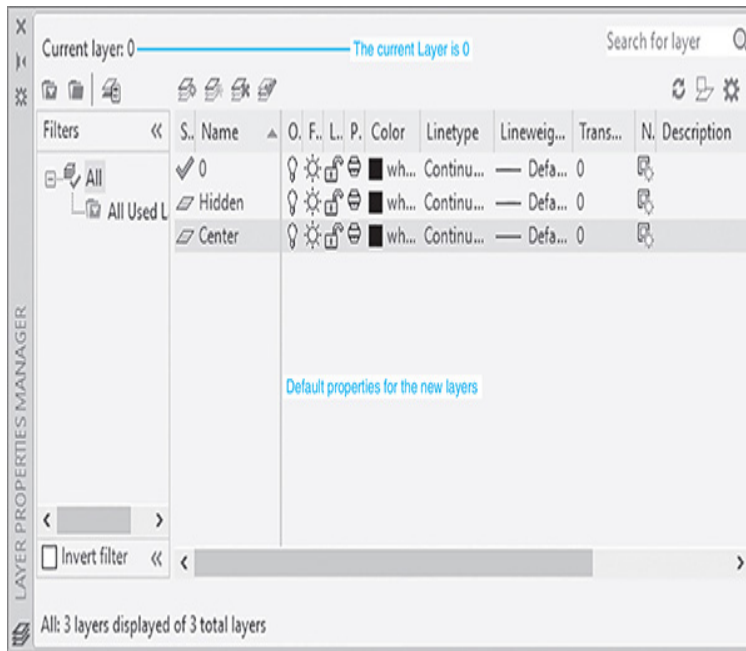 Current layer: 0
The current Layer is 0
Search for layer
Filters
S.. Name O. F.. L.. P. Color Linetype Lineweig... Trans... N. Description
All
All Used L
0 wh... Continu... Defa... 0
Hidden wh... Continu... Defa... 0
Center wh... Continu... Defa... 0
Default properties for the new layers
Invert filter
LAYER PROPERTIES MANAGER
All: 3 layers displayed of 3 total layers